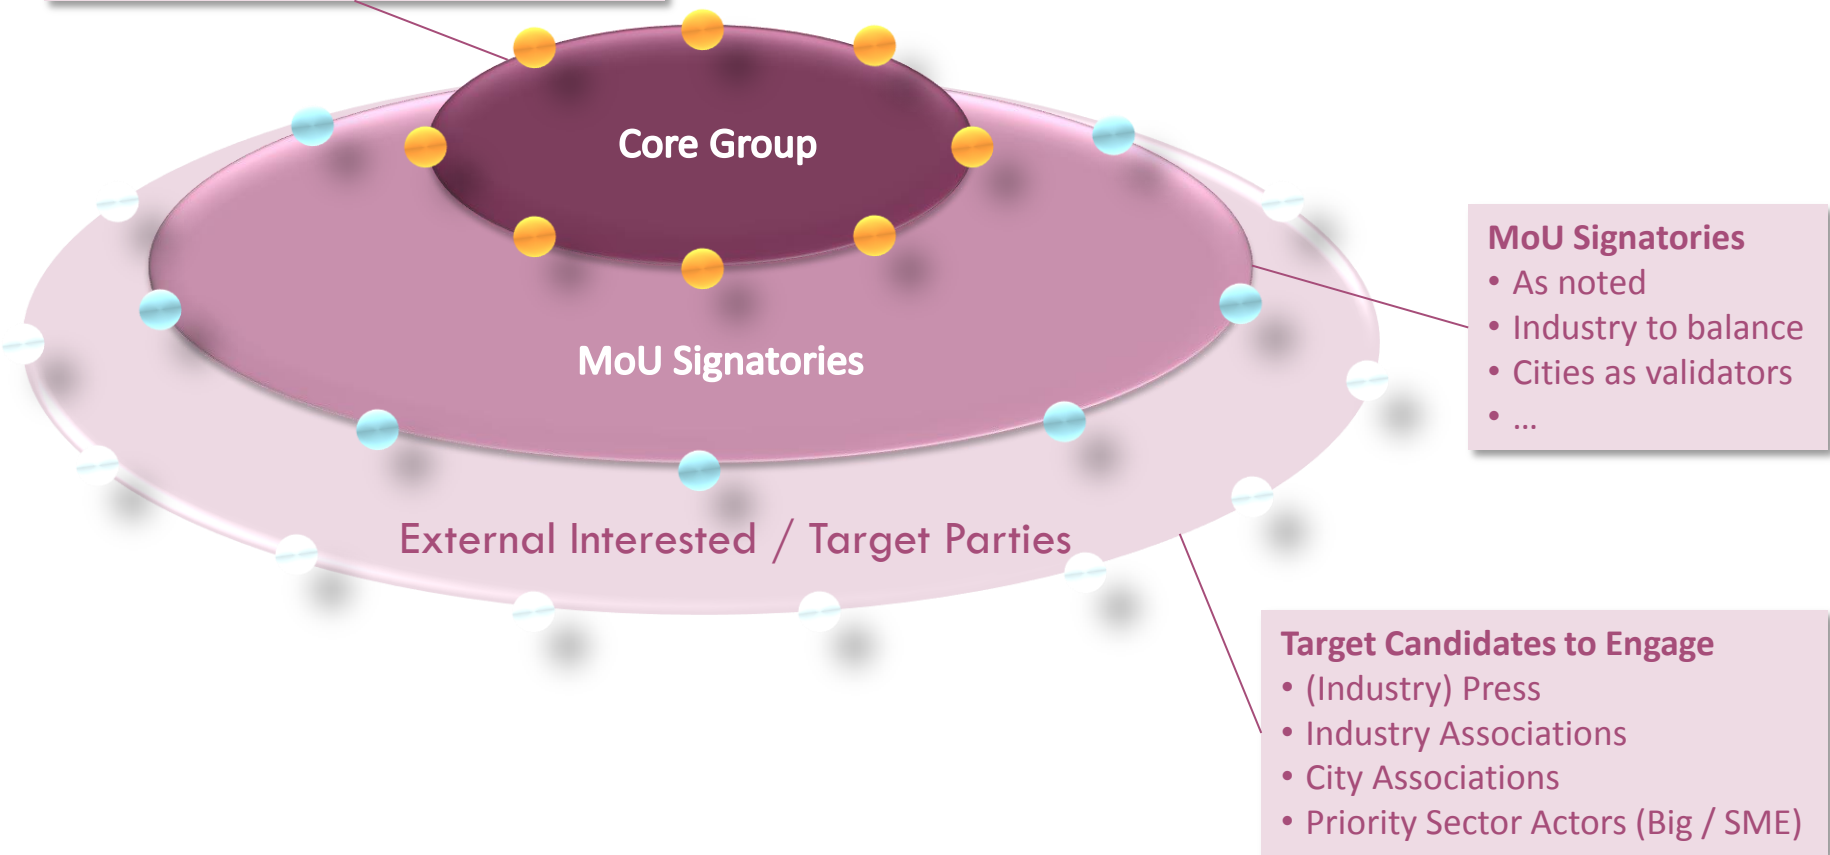 Core Group
MoU Signatories
External Interested / Target Parties
MoU Signatories
• As noted
• Industry to balance
• Cities as validators
• ...
Target Candidates to Engage
• (Industry) Press
• Industry Associations
• City Associations
• Priority Sector Actors (Big / SME)